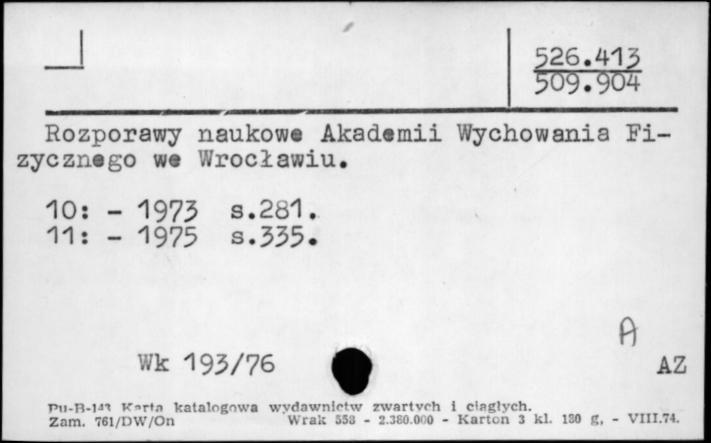 526.413
509.904
Rozporawy naukowe Akademii Wychowania Fi-
zycznego we Wrocławiu.
10: - 1973 s.281.
11: - 1975 s.335.
A
Wk 193/76
AZ
Pu-B-143 Karta katalogowa wydawnictw zwartych i ciągłych.
Zam. 761/DW/On Wrak 558 - 2.380.000 - Karton 3 kl. 180 g, - VIII.74.